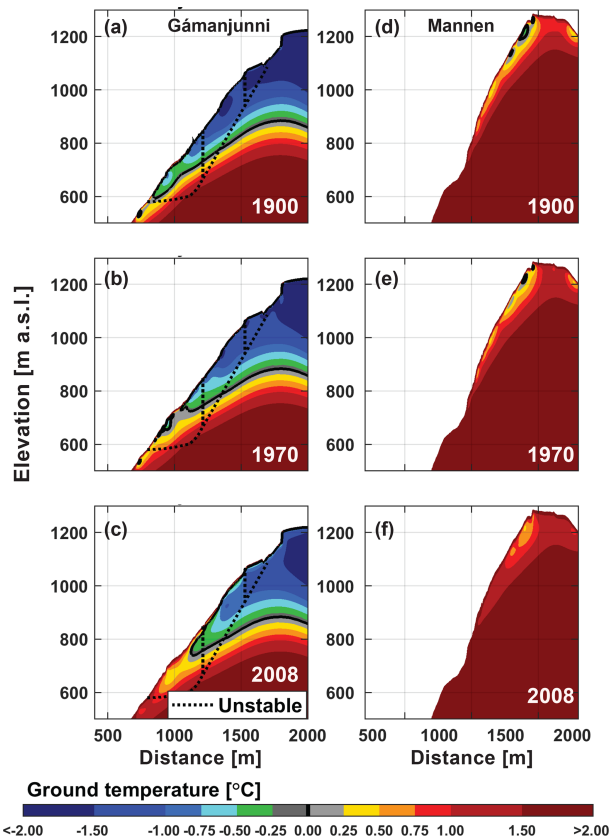 (a) Gámanjunni
(d) Mannen
1200
1000
800
600
1900
1200
1000
800
600
1900
(b)
(e)
1200
1000
800
600
1970
1200
1000
800
600
1970
Elevation [m a.s.l.]
(c)
(f)
1200
1000
800
600
2008
Unstable
1200
1000
800
600
2008
500 1000 1500 2000
500 1000 1500 2000
Distance [m]
Distance [m]
Ground temperature [°C]
<-2.00 -1.50 -1.00 -0.75 -0.50 -0.25 0.00 0.25 0.50 0.75 1.00 1.50 >2.00